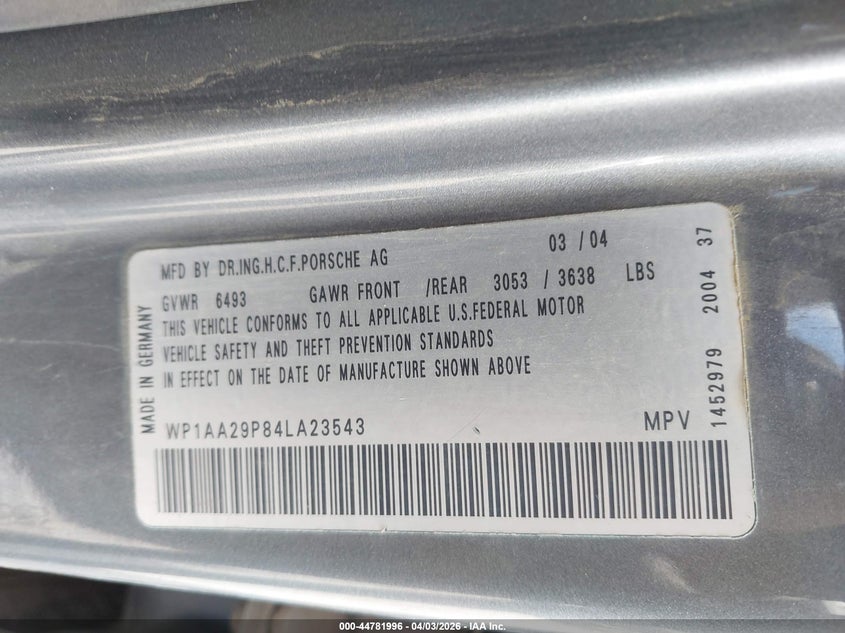 MFD BY DR.ING.H.C.F.PORSCHE AG 03 / 04
GVWR 6493 GAWR FRONT /REAR 3053 / 3638 LBS
THIS VEHICLE CONFORMS TO ALL APPLICABLE U.S.FEDERAL MOTOR
VEHICLE SAFETY AND THEFT PREVENTION STANDARDS
IN EFFECT ON THE DATE OF MANUFACTURE SHOWN ABOVE
WP1AA29P84LA23543 MPV
MADE IN GERMANY
1452979 2004 37
000-44781996 - 04/03/2026 - IAA Inc.